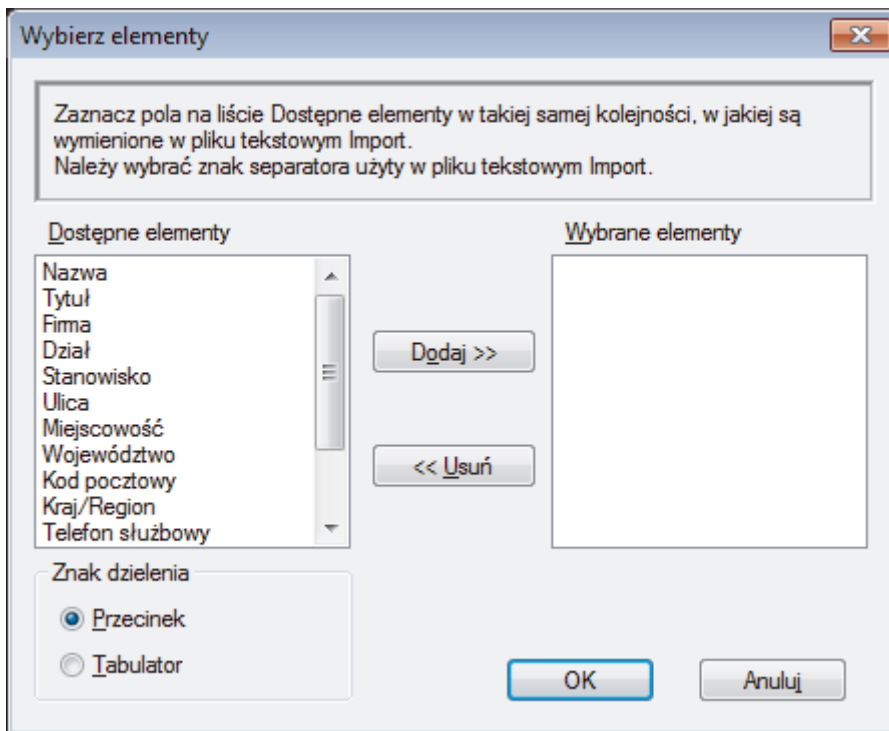 Wybierz elementy
Zaznacz pola na liście Dostępne elementy w takiej samej kolejności, w jakiej są
wymienione w pliku tekstowym Import.
Należy wybrać znak separatora użyty w pliku tekstowym Import.
Dostępne elementy
Nazwa
Tytuł
Firma
Dział
Stanowisko
Ulica
Miejscowość
Województwo
Kod pocztowy
Kraj/Region
Telefon służbowy
Dodaj >>
<< Usuń
Wybrane elementy
Znak dzielenia
Przecinek
Tabulator
OK
Anuluj